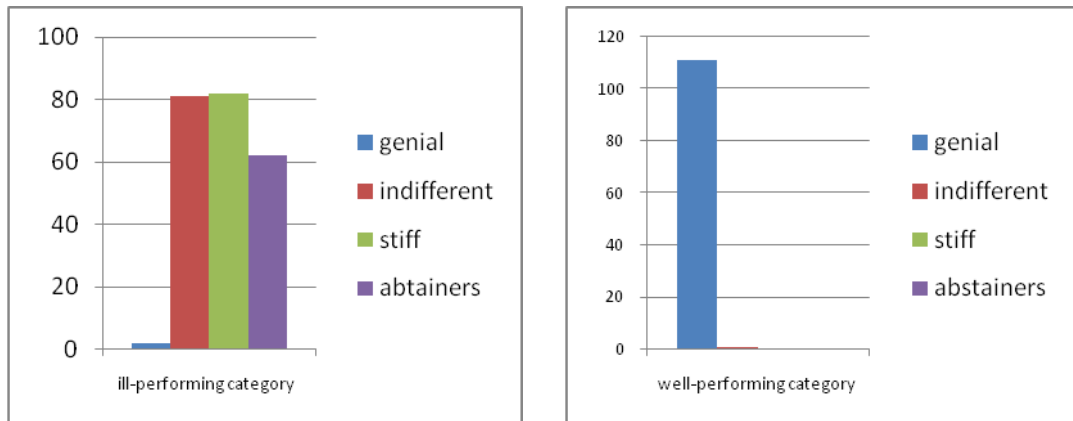 100
80
60
40
20
0
ill-performing category
genial
indifferent
stiff
abtainers
120
100
80
60
40
20
0
well-performing category
genial
indifferent
stiff
abstainers